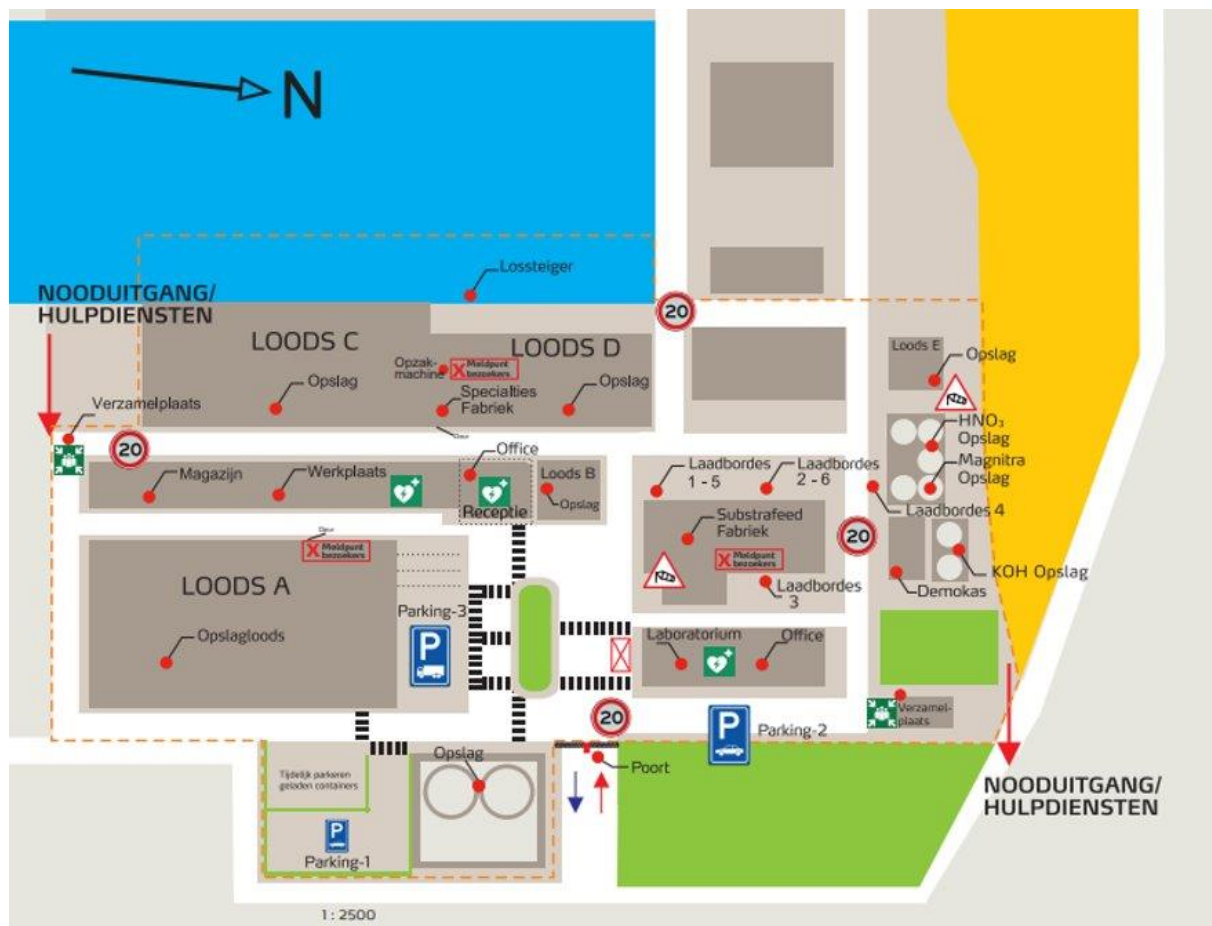 N
Lossteiger
NOODUITGANG/
HULPDIENSTEN
20
LOODS C
LOODS D
Loods E
Opslag
Opzak-
machine
X Meldpunt
bezoekers
Opslag
Specialties
Fabriek
Opslag
Verzamelplaats
Deur
HNO₃
Opslag
20
Office
Magazijn
Werkplaats
Loods B
Opslag
Receptie
Laadbordes
1 - 5
Laadbordes
2 - 6
Magnitra
Opslag
Laadbordes 4
Substrafeed
Fabriek
20
Deur
X Meldpunt
bezoekers
X Meldpunt
bezoekers
LOODS A
KOH Opslag
Laadbordes
3
Demokas
Parking-3
P
Opslagloods
Laboratorium
Office
20
P
Parking-2
Verzamel-
plaats
Opslag
Poort
Tijdelijk parkeren
geladen containers
P
Parking-1
NOODUITGANG/
HULPDIENSTEN
1 : 2500